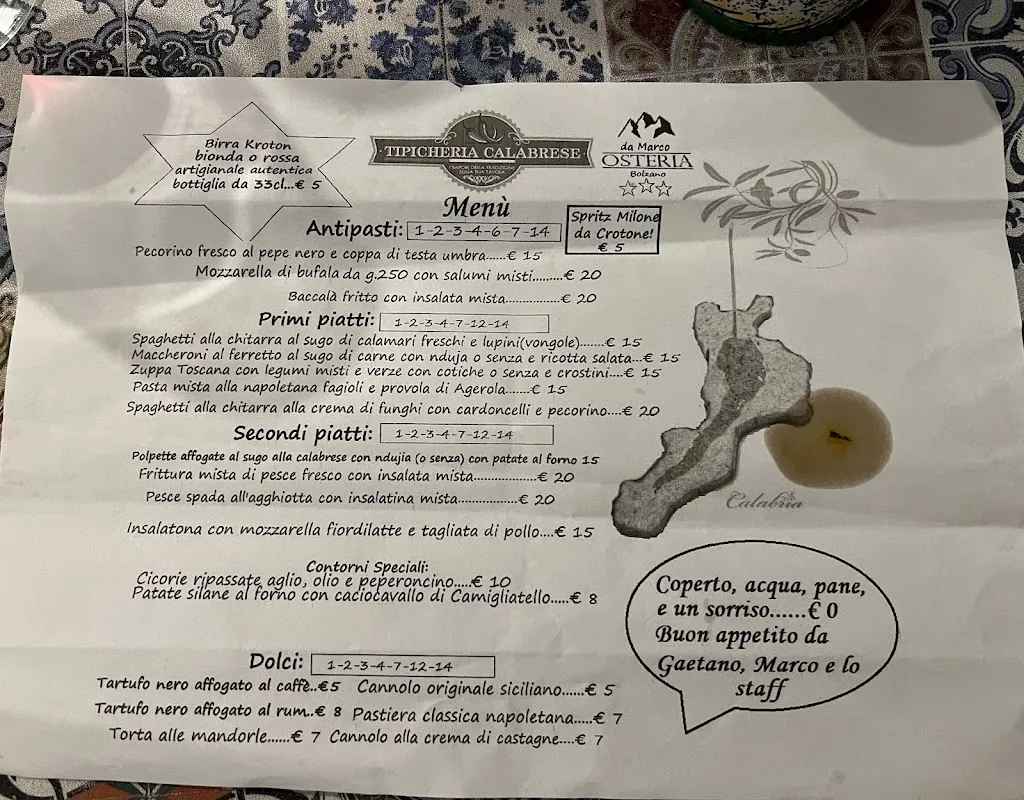 Birra Kroton
bionda o rossa
artigianale autentica
bottiglia da 33cl...€ 5
TIPICHERIA CALABRESE
I SAPORI DELLA TRADIZIONE
SULLA TUA TAVOLA
da Marco
OSTERIA
Bolzano
Menù
Spritz Milone
da Crotone!
€ 5
Antipasti: 1-2-3-4-6-7-14
Pecorino fresco al pepe nero e coppa di testa umbra......€ 15
Mozzarella di bufala da g.250 con salumi misti.........€ 20
Baccalà fritto con insalata mista...............€ 20
Primi piatti: 1-2-3-4-7-12-14
Spaghetti alla chitarra al sugo di calamari freschi e lupini(vongole).......€ 15
Maccheroni al ferretto al sugo di carne con nduja o senza e ricotta salata...€ 15
Zuppa Toscana con legumi misti e verze con cotiche o senza e crostini....€ 15
Pasta mista alla napoletana fagioli e provola di Agerola.......€ 15
Spaghetti alla chitarra alla crema di funghi con cardoncelli e pecorino....€ 20
Secondi piatti: 1-2-3-4-7-12-14
Polpette affogate al sugo alla calabrese con ndujia (o senza) con patate al forno 15
Frittura mista di pesce fresco con insalata mista.................€ 20
Pesce spada all'agghiotta con insalatina mista...........€ 20
Insalatona con mozzarella fiordilatte e tagliata di pollo....€ 15
Calabria
Contorni Speciali:
Cicorie ripassate aglio, olio e peperoncino.....€ 10
Patate silane al forno con caciocavallo di Camigliatello.....€ 8
Coperto, acqua, pane,
e un sorriso......€ 0
Buon appetito da
Gaetano, Marco e lo
staff
Dolci: 1-2-3-4-7-12-14
Tartufo nero affogato al caffè..€5 Cannolo originale siciliano......€ 5
Tartufo nero affogato al rum..€ 8 Pastiera classica napoletana.....€ 7
Torta alle mandorle......€ 7 Cannolo alla crema di castagne....€ 7